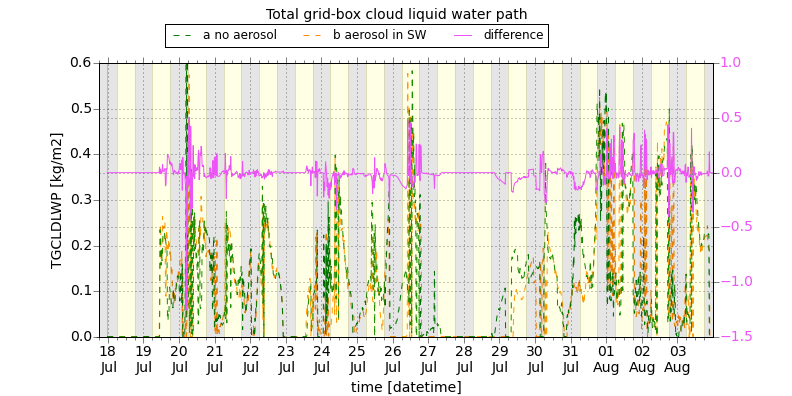 Total grid-box cloud liquid water path
a no aerosol b aerosol in SW difference
TGCLDLWP [kg/m2]
0.6
0.5
0.4
0.3
0.2
0.1
0.0
1.0
0.5
0.0
−0.5
−1.0
−1.5
18 19 20 21 22 23 24 25 26 27 28 29 30 31 01 02 03
Jul Jul Jul Jul Jul Jul Jul Jul Jul Jul Jul Jul Jul Jul Aug Aug Aug
time [datetime]